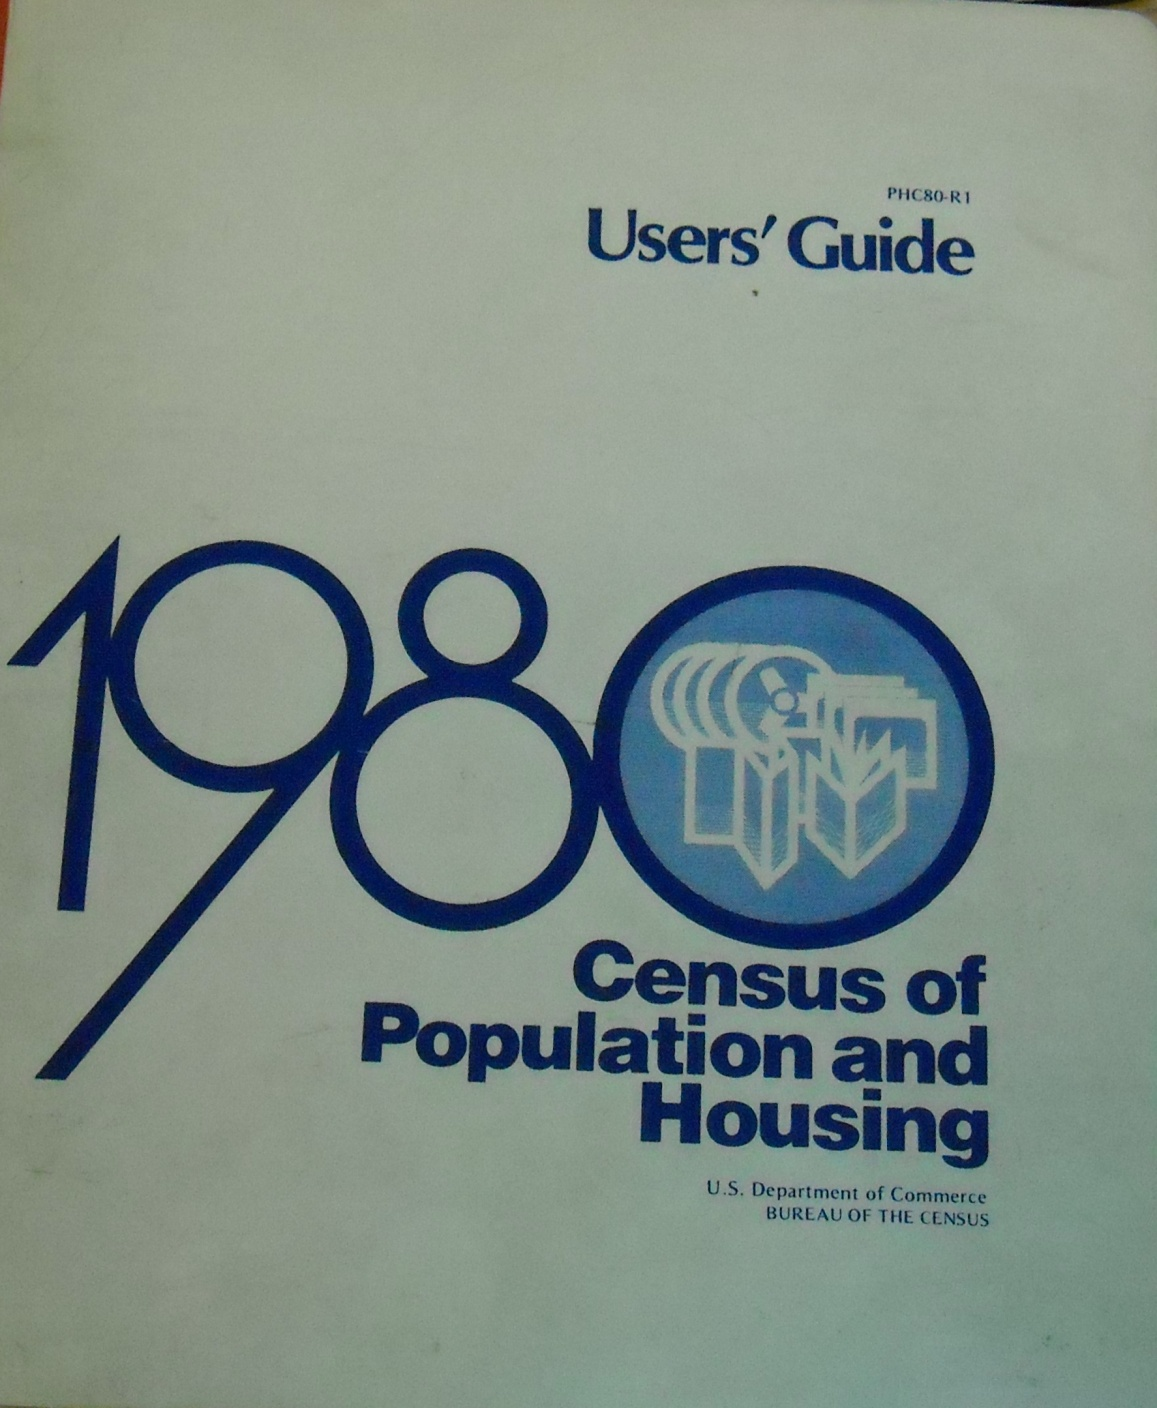 PHC80-R1
Users' Guide
1980
Census of
Population and
Housing
U.S. Department of Commerce
BUREAU OF THE CENSUS